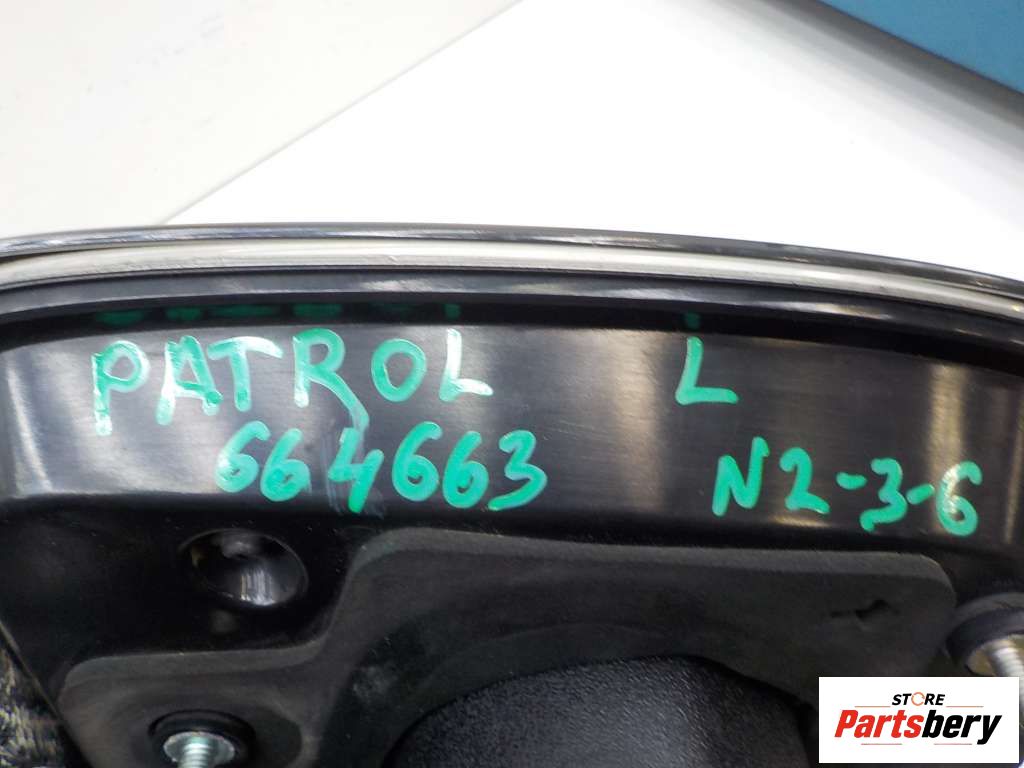 PATROL L
664663 N2-3-6
STORE
Partsbery